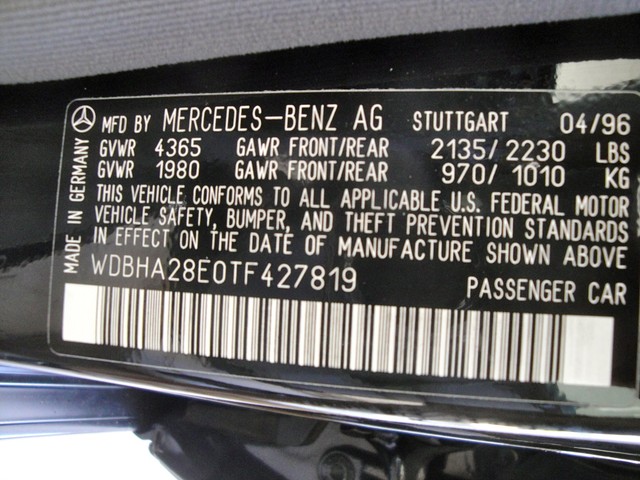 MFD BY MERCEDES-BENZ AG STUTTGART 04/96
GVWR 4365 GAWR FRONT/REAR 2135/2230 LBS
GVWR 1980 GAWR FRONT/REAR 970/1010 KG
THIS VEHICLE CONFORMS TO ALL APPLICABLE U.S. FEDERAL MOTOR
VEHICLE SAFETY, BUMPER, AND THEFT PREVENTION STANDARDS
IN EFFECT ON THE DATE OF MANUFACTURE SHOWN ABOVE
WDBHA28E0TF427819 PASSENGER CAR
MADE IN GERMANY